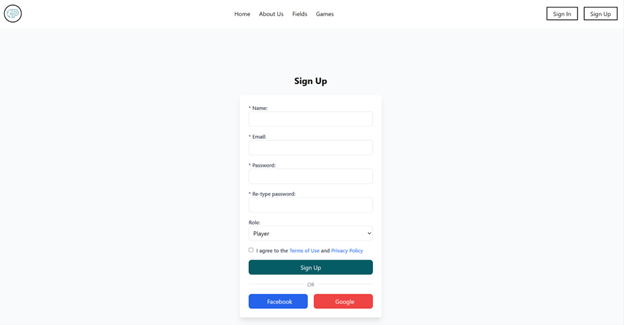 Home About Us Fields Games Sign In Sign Up
Sign Up
* Name:
* Email:
* Password:
* Re-type password:
Role:
Player
I agree to the Terms of Use and Privacy Policy
Sign Up
OR
Facebook Google